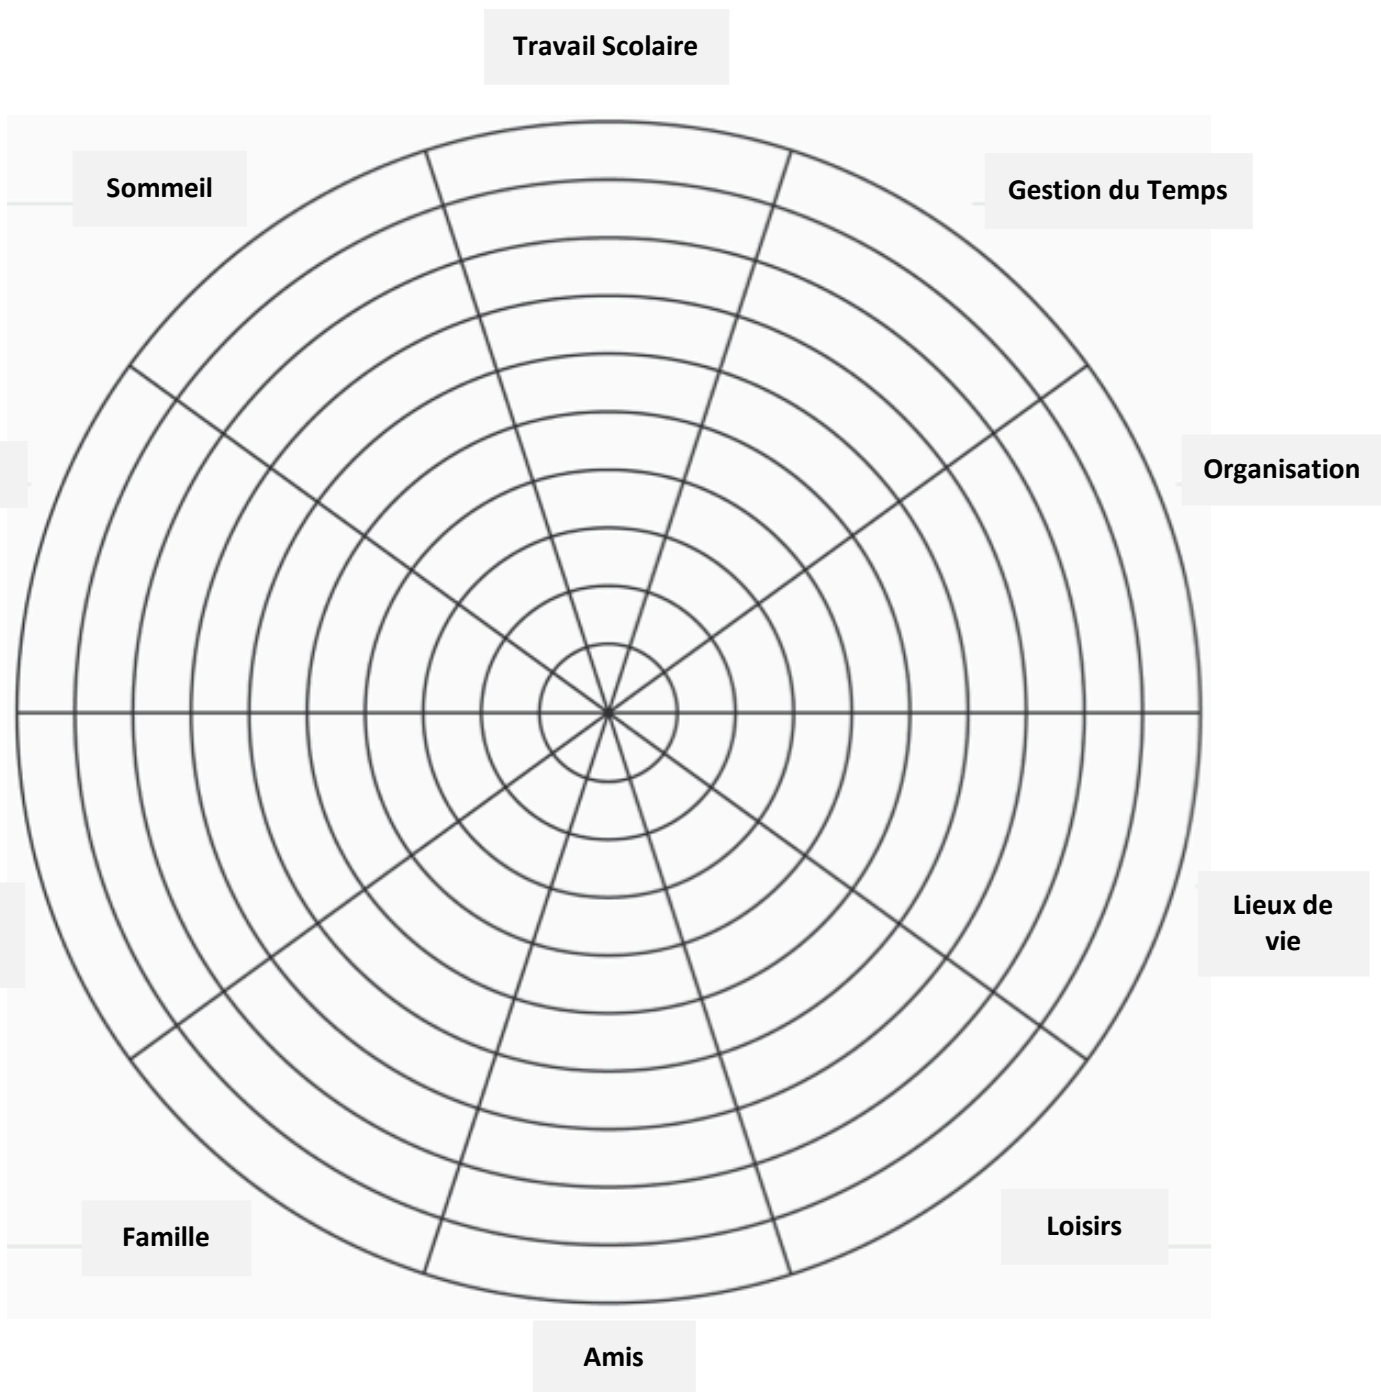 Travail Scolaire
Sommeil
Gestion du Temps
Organisation
Lieux de
vie
Famille
Loisirs
Amis